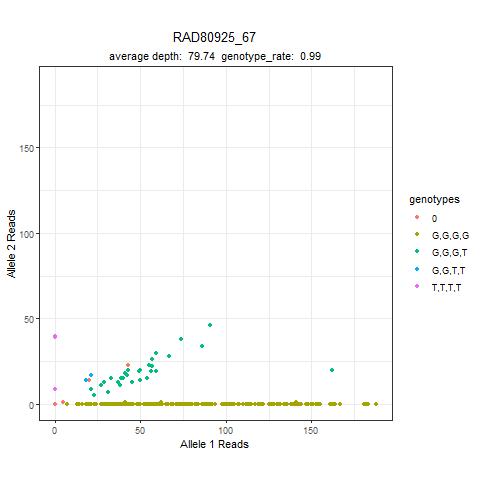 RAD80925_67
average depth: 79.74 genotype_rate: 0.99
Allele 2 Reads
150
100
50
0
0 50 100 150
Allele 1 Reads
genotypes
0
G,G,G,G
G,G,G,T
G,G,T,T
T,T,T,T